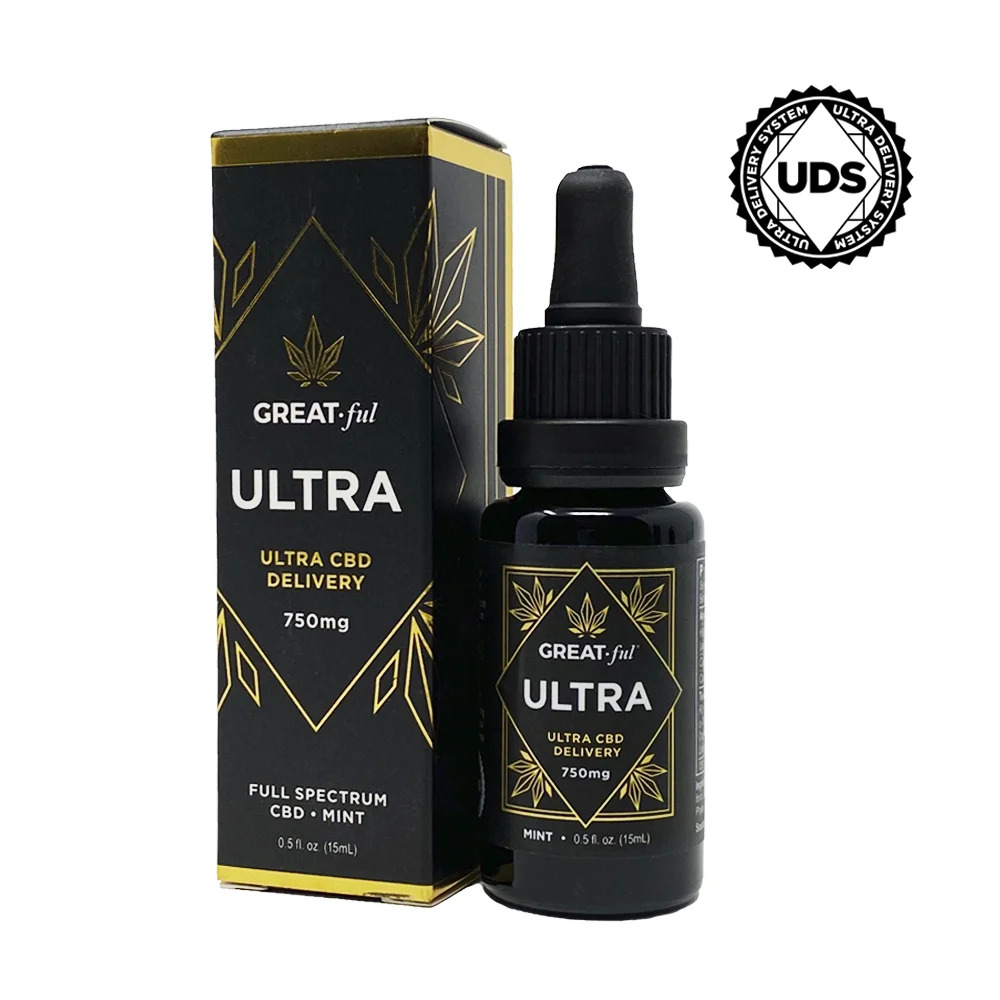 GREAT·ful
ULTRA
ULTRA CBD
DELIVERY
750mg
FULL SPECTRUM
CBD • MINT
0.5 fl. oz. (15mL)
GREAT·ful
ULTRA
ULTRA CBD
DELIVERY
750mg
MINT • 0.5 fl. oz. (15mL)
ULTRA DELIVERY SYSTEM
ULTRA DELIVERY SYSTEM
UDS